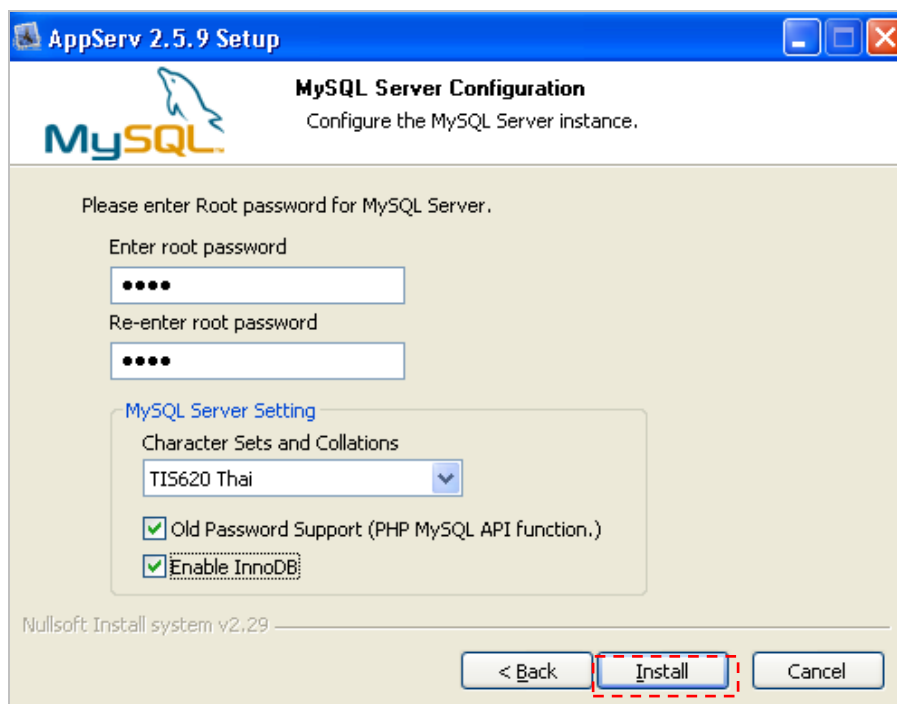 AppServ 2.5.9 Setup
MySQL
MySQL Server Configuration
Configure the MySQL Server instance.
Please enter Root password for MySQL Server.
Enter root password
••••
Re-enter root password
••••
MySQL Server Setting
Character Sets and Collations
TIS620 Thai
Old Password Support (PHP MySQL API function.)
Enable InnoDB
Nullsoft Install system v2.29
< Back Install Cancel